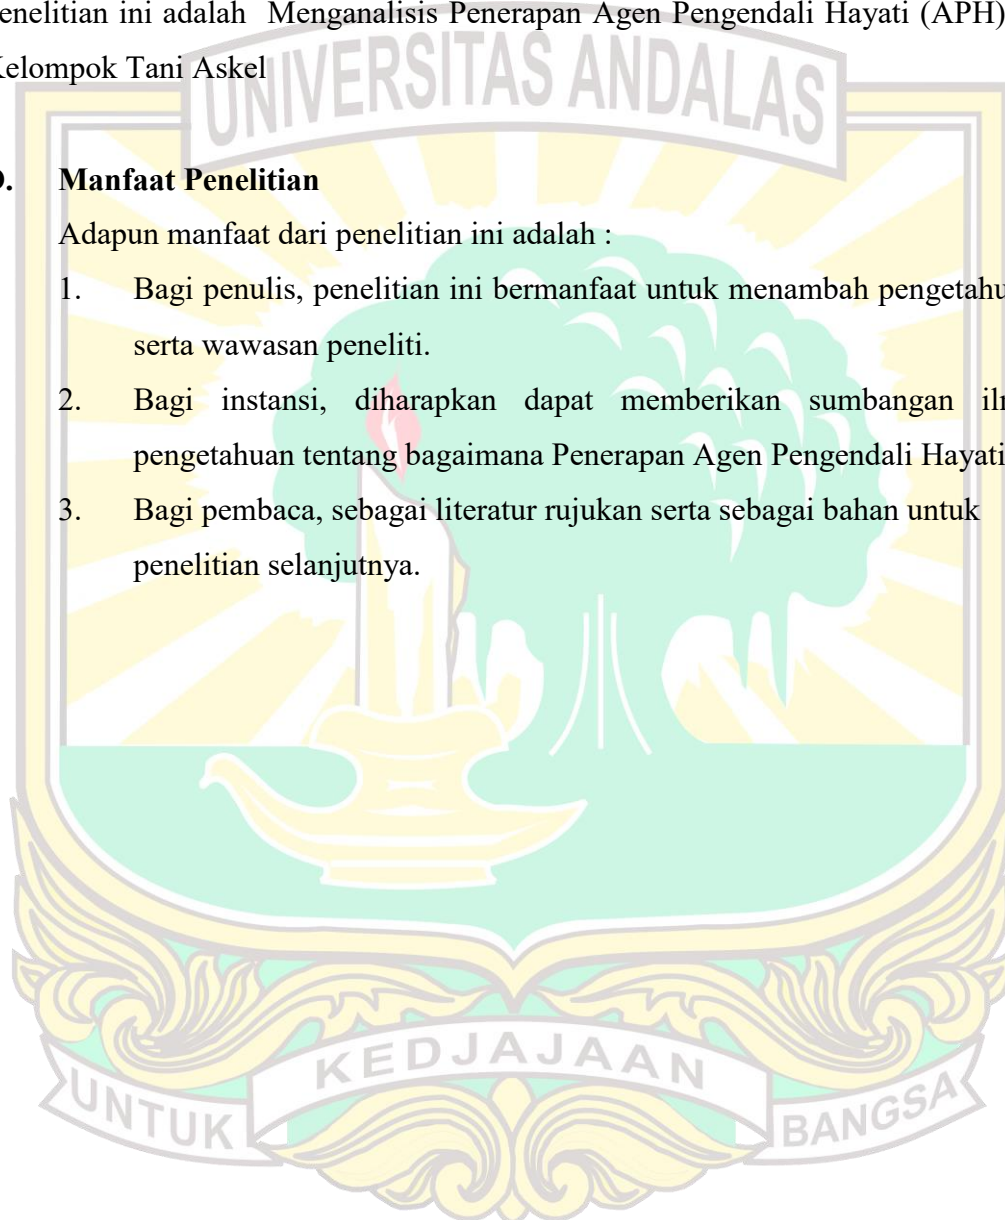 enelitian ini adalah Menganalisis Penerapan Agen Pengendali Hayati (APH)
Kelompok Tani Askel
UNIVERSITAS ANDALAS
D. Manfaat Penelitian
Adapun manfaat dari penelitian ini adalah :
1. Bagi penulis, penelitian ini bermanfaat untuk menambah pengetahu
serta wawasan peneliti.
2. Bagi instansi, diharapkan dapat memberikan sumbangan il
pengetahuan tentang bagaimana Penerapan Agen Pengendali Hayati
3. Bagi pembaca, sebagai literatur rujukan serta sebagai bahan untuk
penelitian selanjutnya.
UNTUK KEDJAJAAN BANGSA